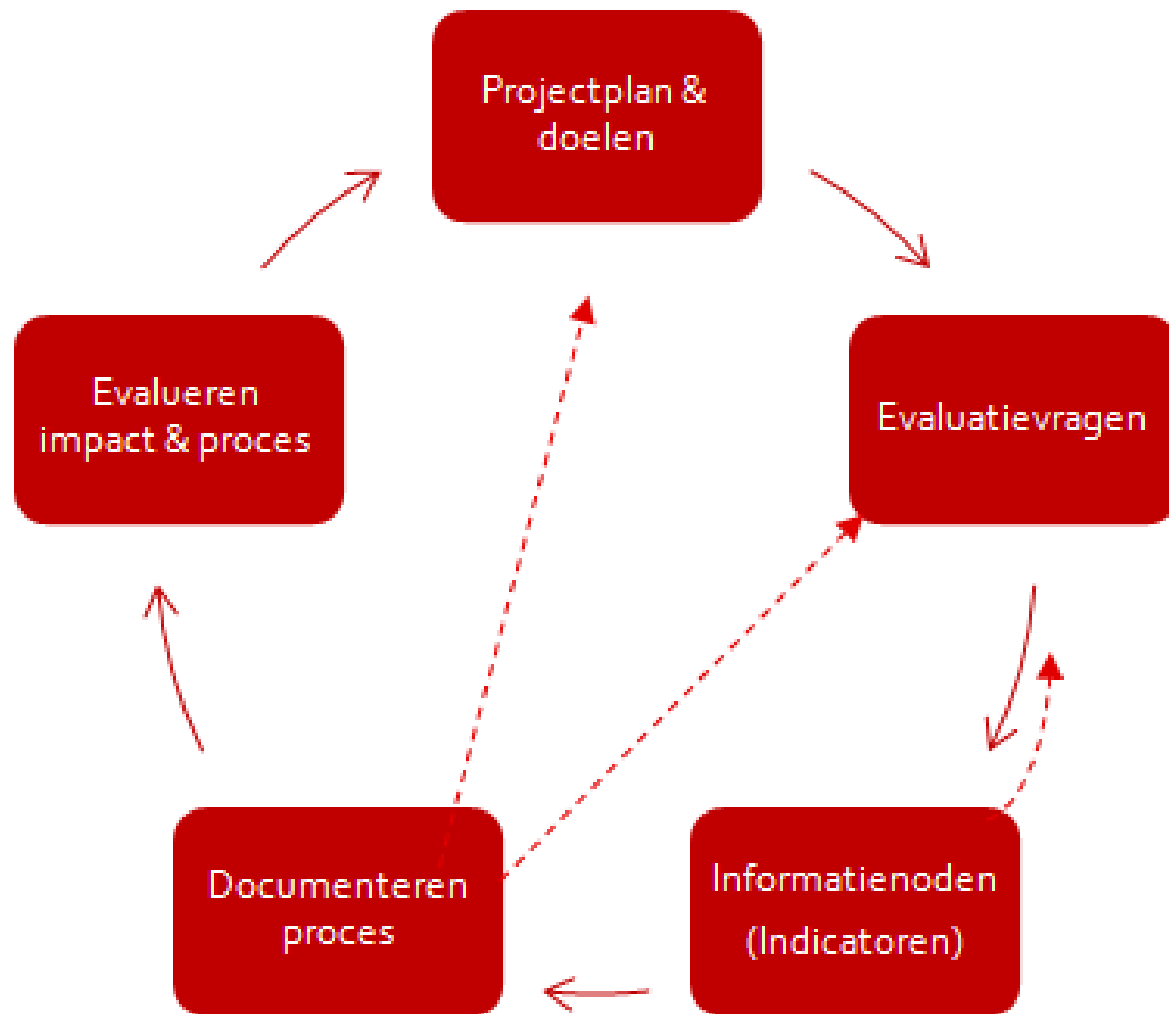 Projectplan &
doelen
Evaluatievragen
Informatienoden
(Indicatoren)
Documenteren
proces
Evalueren
impact & proces